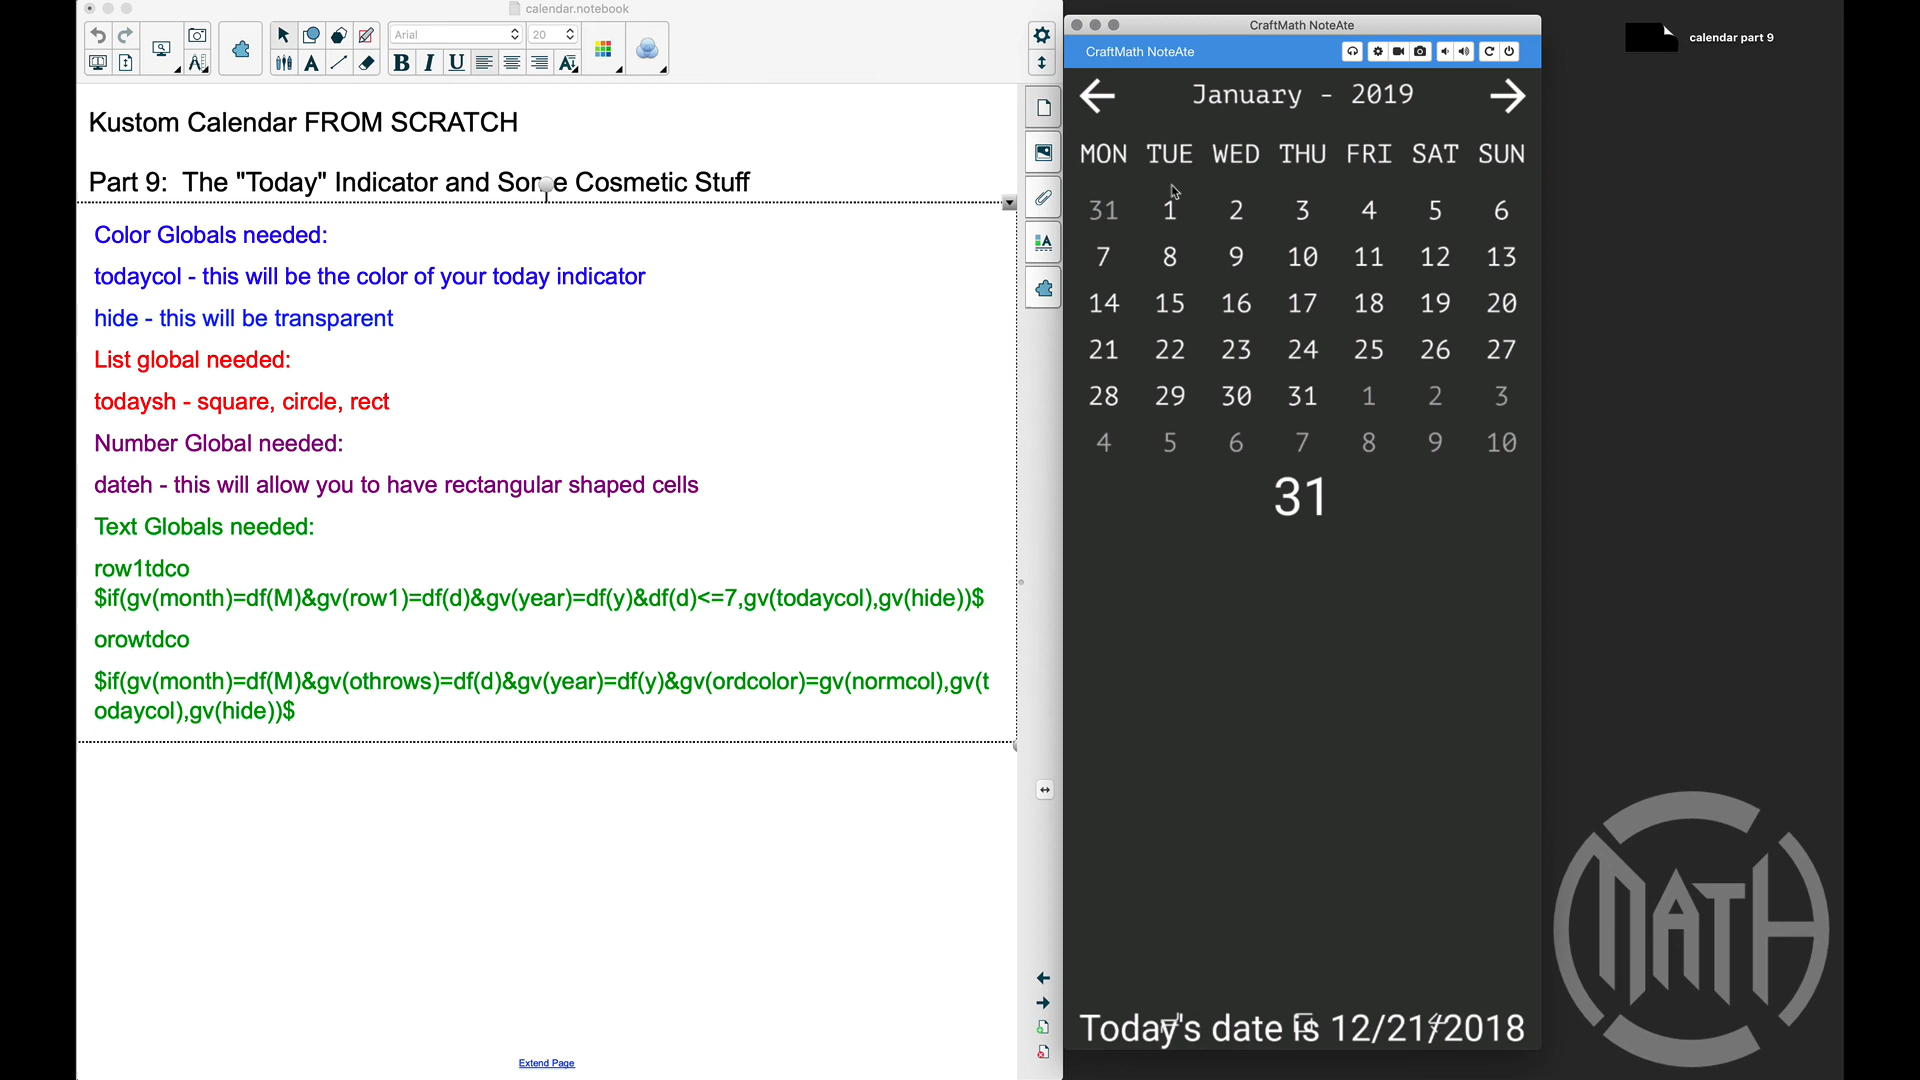 calendar.notebook
Arial
20
Kustom Calendar FROM SCRATCH
Part 9: The "Today" Indicator and Some Cosmetic Stuff
Color Globals needed:
todaycol - this will be the color of your today indicator
hide - this will be transparent
List global needed:
todaysh - square, circle, rect
Number Global needed:
dateh - this will allow you to have rectangular shaped cells
Text Globals needed:
row1tdco
$if(gv(month)=df(M)&gv(row1)=df(d)&gv(year)=df(y)&df(d)<=7,gv(todaycol),gv(hide))$
orowtdco
$if(gv(month)=df(M)&gv(othrows)=df(d)&gv(year)=df(y)&gv(ordcolor)=gv(normcol),gv(t
odaycol),gv(hide))$
Extend Page
CraftMath NoteAte
CraftMath NoteAte
January - 2019
MON TUE WED THU FRI SAT SUN
31 1 2 3 4 5 6
7 8 9 10 11 12 13
14 15 16 17 18 19 20
21 22 23 24 25 26 27
28 29 30 31 1 2 3
4 5 6 7 8 9 10
31
Today's date is 12/21/2018
calendar part 9
MATH